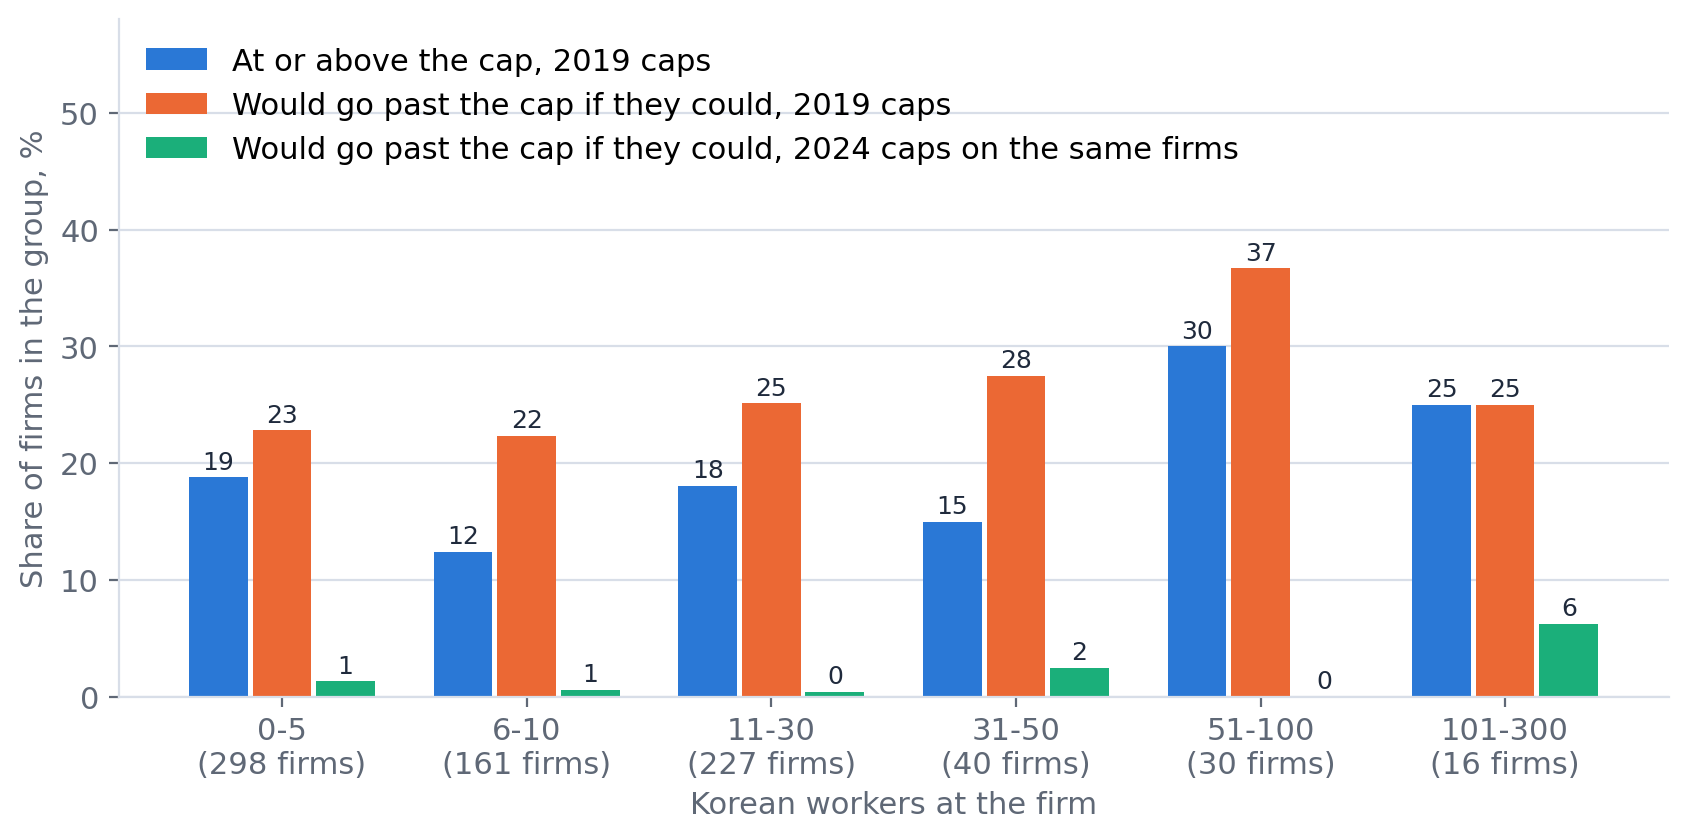 At or above the cap, 2019 caps
Would go past the cap if they could, 2019 caps
Would go past the cap if they could, 2024 caps on the same firms
Share of firms in the group, %
50
40
30
20
10
0
19
23
1
12
22
1
18
25
0
15
28
2
30
37
0
25
25
6
0-5
(298 firms)
6-10
(161 firms)
11-30
(227 firms)
31-50
(40 firms)
51-100
(30 firms)
101-300
(16 firms)
Korean workers at the firm